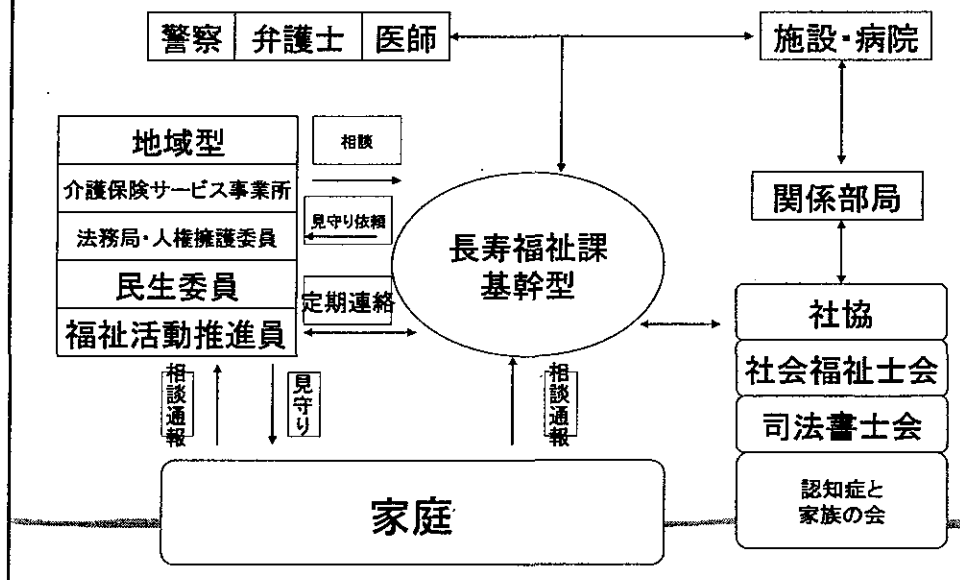 警察 弁護士 医師
施設・病院
地域型
介護保険サービス事業所
法務局・人権擁護委員
民生委員
福祉活動推進員
相談
見守り依頼
定期連絡
長寿福祉課
基幹型
関係部局
社協
社会福祉士会
司法書士会
認知症と
家族の会
相談通報
見守り
相談通報
家庭